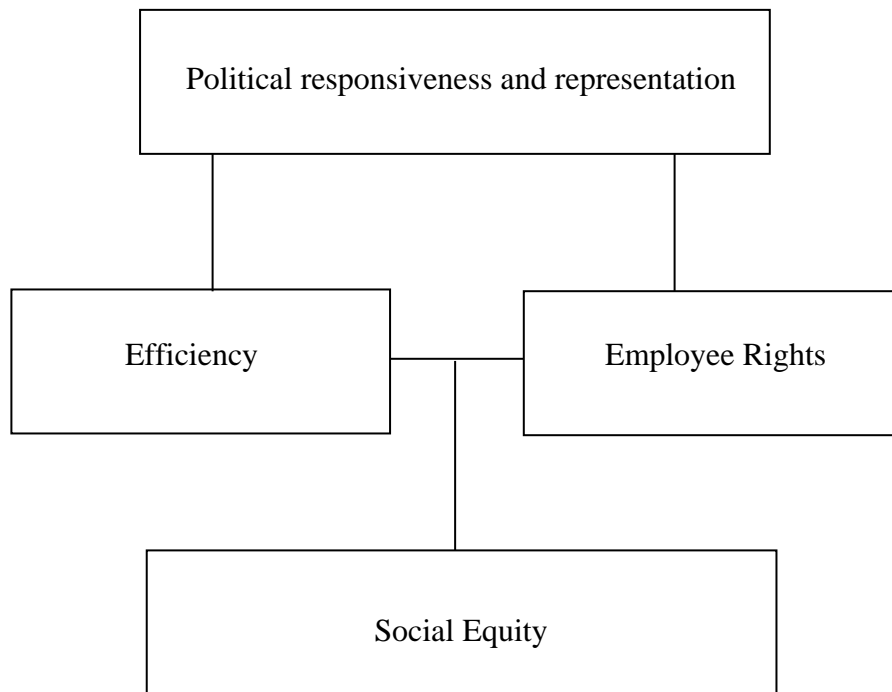 Political responsiveness and representation
Efficiency
Employee Rights
Social Equity